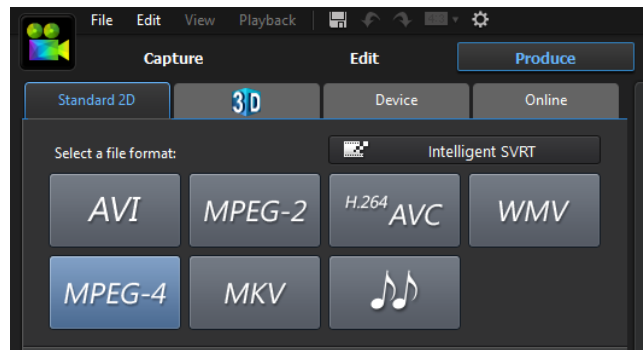 File Edit View Playback
Capture Edit Produce
Standard 2D 3D Device Online
Select a file format: Intelligent SVRT
AVI MPEG-2 H.264 AVC WMV
MPEG-4 MKV